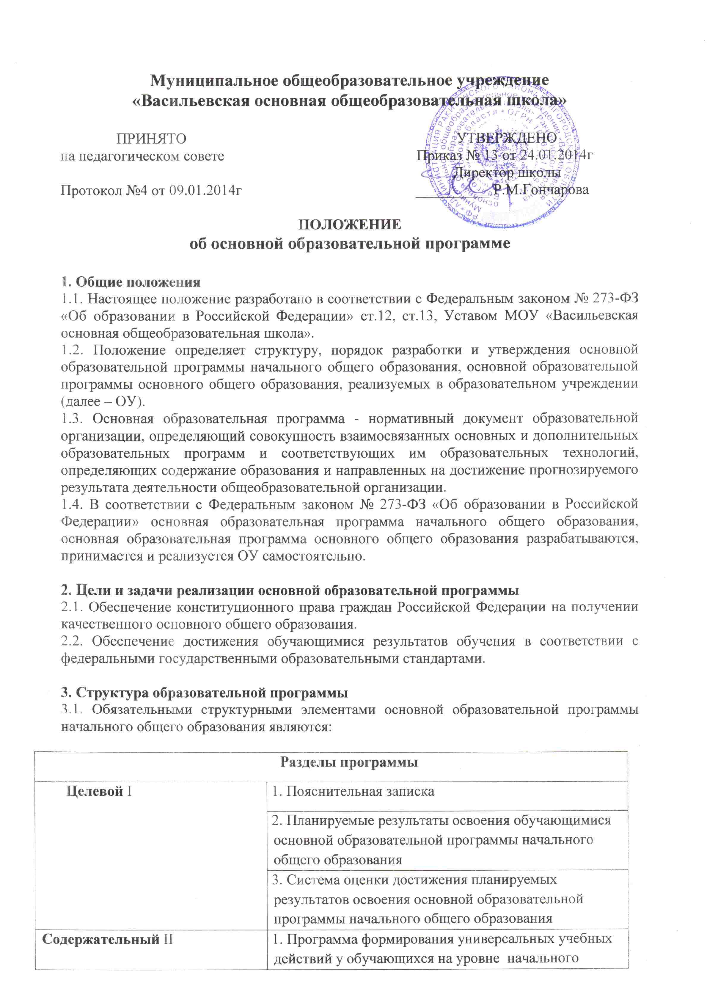 Муниципальное общеобразовательное учреждение
«Васильевская основная общеобразовательная школа»
ПРИНЯТО
на педагогическом совете
Протокол №4 от 09.01.2014г
УТВЕРЖДЕНО
Приказ № 13 от 24.01.2014г
Директор школы
__________ Р.М.Гончарова
ПОЛОЖЕНИЕ
об основной образовательной программе
1. Общие положения
1.1. Настоящее положение разработано в соответствии с Федеральным законом № 273-ФЗ
«Об образовании в Российской Федерации» ст.12, ст.13, Уставом МОУ «Васильевская
основная общеобразовательная школа».
1.2. Положение определяет структуру, порядок разработки и утверждения основной
образовательной программы начального общего образования, основной образовательной
программы основного общего образования, реализуемых в образовательном учреждении
(далее – ОУ).
1.3. Основная образовательная программа - нормативный документ образовательной
организации, определяющий совокупность взаимосвязанных основных и дополнительных
образовательных программ и соответствующих им образовательных технологий,
определяющих содержание образования и направленных на достижение прогнозируемого
результата деятельности общеобразовательной организации.
1.4. В соответствии с Федеральным законом № 273-ФЗ «Об образовании в Российской
Федерации» основная образовательная программа начального общего образования,
основная образовательная программа основного общего образования разрабатываются,
принимается и реализуется ОУ самостоятельно.
2. Цели и задачи реализации основной образовательной программы
2.1. Обеспечение конституционного права граждан Российской Федерации на получении
качественного основного общего образования.
2.2. Обеспечение достижения обучающимися результатов обучения в соответствии с
федеральными государственными образовательными стандартами.
3. Структура образовательной программы
3.1. Обязательными структурными элементами основной образовательной программы
начального общего образования являются:
Разделы программы
Целевой I
1. Пояснительная записка
2. Планируемые результаты освоения обучающимися
основной образовательной программы начального
общего образования
3. Система оценки достижения планируемых
результатов освоения основной образовательной
программы начального общего образования
Содержательный II
1. Программа формирования универсальных учебных
действий у обучающихся на уровне начального